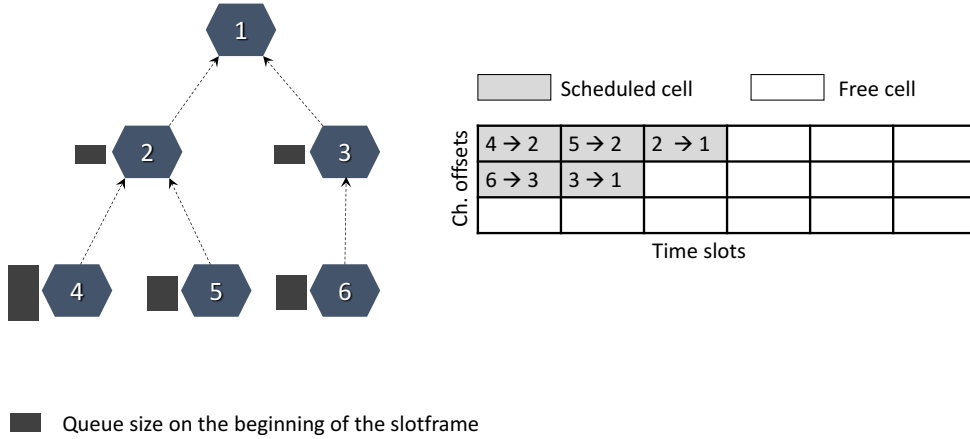 1
Scheduled cell
Free cell
2
3
Ch. offsets
4 → 2
5 → 2
2 → 1
6 → 3
3 → 1
Time slots
4
5
6
Queue size on the beginning of the slotframe